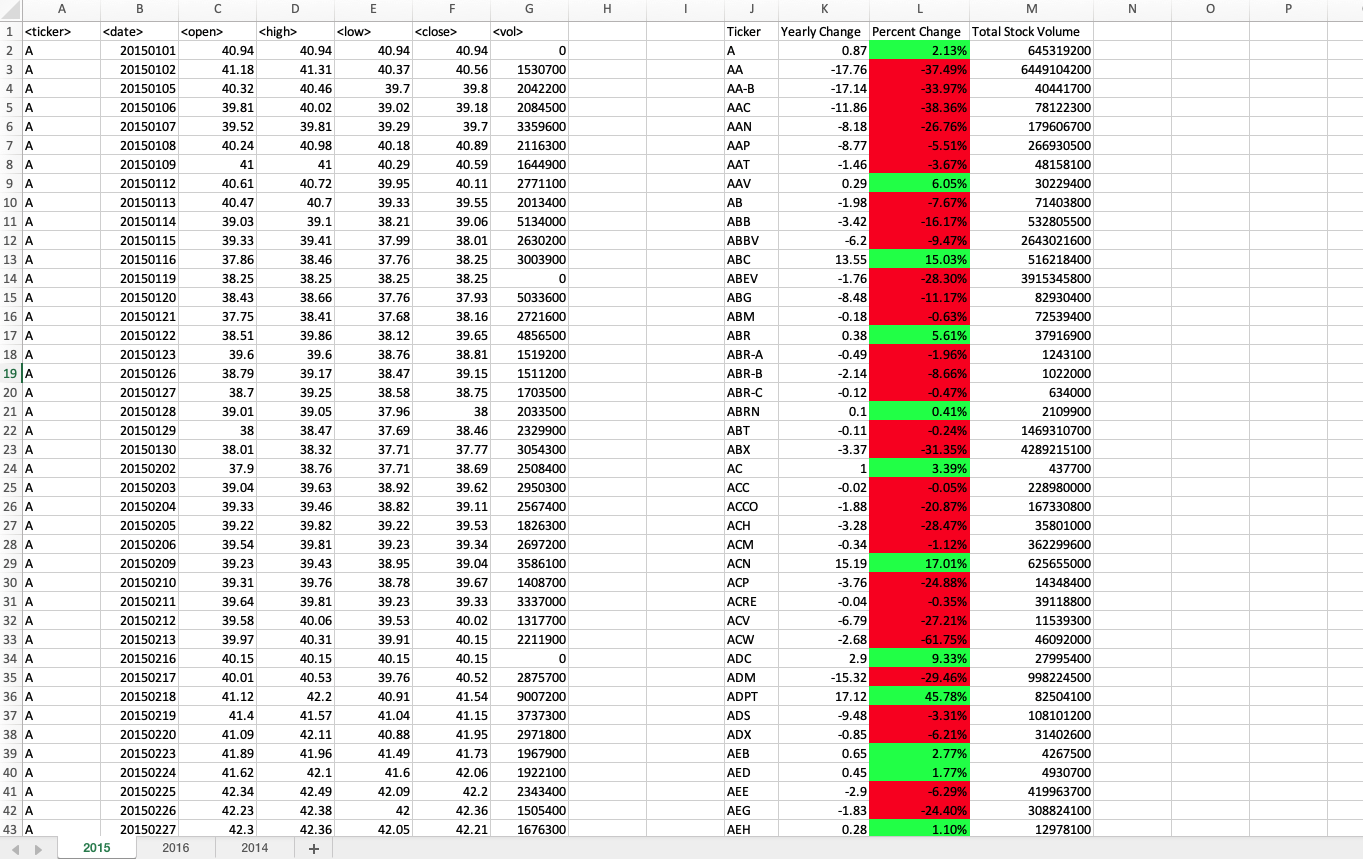 A B C D E F G H I J K L M N O P
1 <ticker> <date> <open> <high> <low> <close> <vol> Ticker Yearly Change Percent Change Total Stock Volume
2 A 20150101 40.94 40.94 40.94 40.94 0 A 0.87 2.13% 645319200
3 A 20150102 41.18 41.31 40.37 40.56 1530700 AA -17.76 -37.49% 6449104200
4 A 20150105 40.32 40.46 39.7 39.8 2042200 AA-B -17.14 -33.97% 40441700
5 A 20150106 39.81 40.02 39.02 39.18 2084500 AAC -11.86 -38.36% 78122300
6 A 20150107 39.52 39.81 39.29 39.7 3359600 AAN -8.18 -26.76% 179606700
7 A 20150108 40.24 40.98 40.18 40.89 2116300 AAP -8.77 -5.51% 266930500
8 A 20150109 41 41 40.29 40.59 1644900 AAT -1.46 -3.67% 48158100
9 A 20150112 40.61 40.72 39.95 40.11 2771100 AAV 0.29 6.05% 30229400
10 A 20150113 40.47 40.7 39.33 39.55 2013400 AB -1.98 -7.67% 71403800
11 A 20150114 39.03 39.1 38.21 39.06 5134000 ABB -3.42 -16.17% 532805500
12 A 20150115 39.33 39.41 37.99 38.01 2630200 ABBV -6.2 -9.47% 2643021600
13 A 20150116 37.86 38.46 37.76 38.25 3003900 ABC 13.55 15.03% 516218400
14 A 20150119 38.25 38.25 38.25 38.25 0 ABEV -1.76 -28.30% 3915345800
15 A 20150120 38.43 38.66 37.76 37.93 5033600 ABG -8.48 -11.17% 82930400
16 A 20150121 37.75 38.41 37.68 38.16 2721600 ABM -0.18 -0.63% 72539400
17 A 20150122 38.51 39.86 38.12 39.65 4856500 ABR 0.38 5.61% 37916900
18 A 20150123 39.6 39.6 38.76 38.81 1519200 ABR-A -0.49 -1.96% 1243100
19 A 20150126 38.79 39.17 38.47 39.15 1511200 ABR-B -2.14 -8.66% 1022000
20 A 20150127 38.7 39.25 38.58 38.75 1703500 ABR-C -0.12 -0.47% 634000
21 A 20150128 39.01 39.05 37.96 38 2033500 ABRN 0.1 0.41% 2109900
22 A 20150129 38 38.47 37.69 38.46 2329900 ABT -0.11 -0.24% 1469310700
23 A 20150130 38.01 38.32 37.71 37.77 3054300 ABX -3.37 -31.35% 4289215100
24 A 20150202 37.9 38.76 37.71 38.69 2508400 AC 1 3.39% 437700
25 A 20150203 39.04 39.63 38.92 39.62 2950300 ACC -0.02 -0.05% 228980000
26 A 20150204 39.33 39.46 38.82 39.11 2567400 ACCO -1.88 -20.87% 167330800
27 A 20150205 39.22 39.82 39.22 39.53 1826300 ACH -3.28 -28.47% 35801000
28 A 20150206 39.54 39.81 39.23 39.34 2697200 ACM -0.34 -1.12% 362299600
29 A 20150209 39.23 39.43 38.95 39.04 3586100 ACN 15.19 17.01% 625655000
30 A 20150210 39.31 39.76 38.78 39.67 1408700 ACP -3.76 -24.88% 14348400
31 A 20150211 39.64 39.81 39.23 39.33 3337000 ACRE -0.04 -0.35% 39118800
32 A 20150212 39.58 40.06 39.53 40.02 1317700 ACV -6.79 -27.21% 11539300
33 A 20150213 39.97 40.31 39.91 40.15 2211900 ACW -2.68 -61.75% 46092000
34 A 20150216 40.15 40.15 40.15 40.15 0 ADC 2.9 9.33% 27995400
35 A 20150217 40.01 40.53 39.76 40.52 2875700 ADM -15.32 -29.46% 998224500
36 A 20150218 41.12 42.2 40.91 41.54 9007200 ADPT 17.12 45.78% 82504100
37 A 20150219 41.4 41.57 41.04 41.15 3737300 ADS -9.48 -3.31% 108101200
38 A 20150220 41.09 42.11 40.88 41.95 2971800 ADX -0.85 -6.21% 31402600
39 A 20150223 41.89 41.96 41.49 41.73 1967900 AEB 0.65 2.77% 4267500
40 A 20150224 41.62 42.1 41.6 42.06 1922100 AED 0.45 1.77% 4930700
41 A 20150225 42.34 42.49 42.09 42.2 2343400 AEE -2.9 -6.29% 419963700
42 A 20150226 42.23 42.38 42 42.36 1505400 AEG -1.83 -24.40% 308824100
43 A 20150227 42.3 42.36 42.05 42.21 1676300 AEH 0.28 1.10% 12978100
2015 2016 2014 +